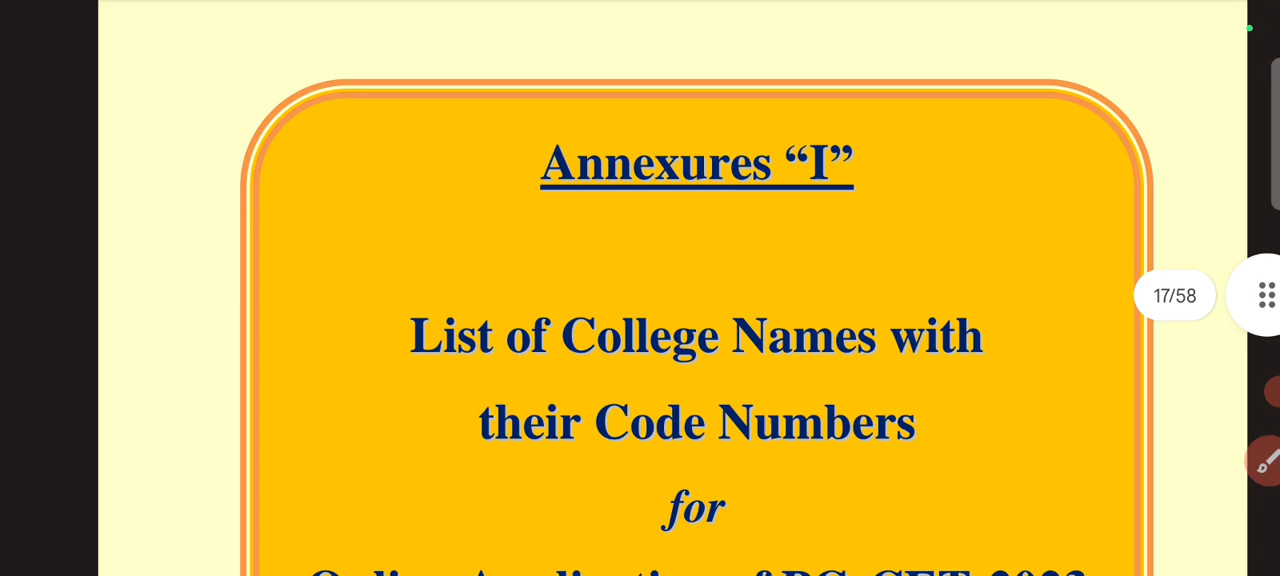 Annexures “I”
List of College Names with
their Code Numbers
for
17/58